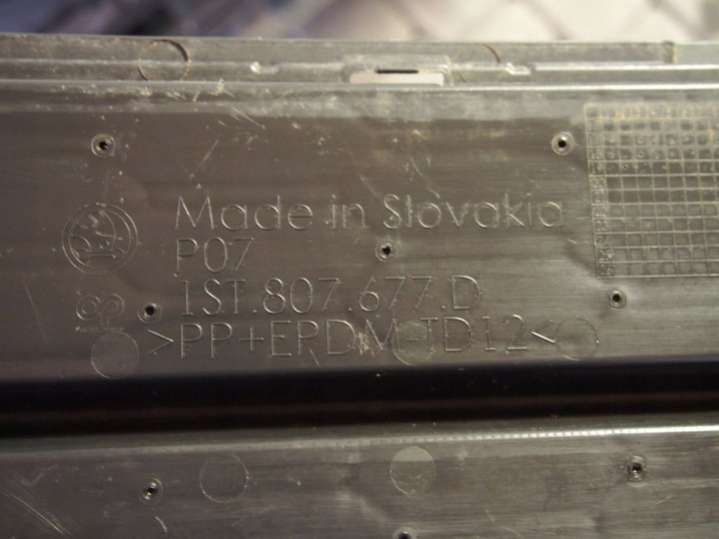 Made in Slovakia
P07
1ST.807.677.D
>PP+EPDM-TD12<